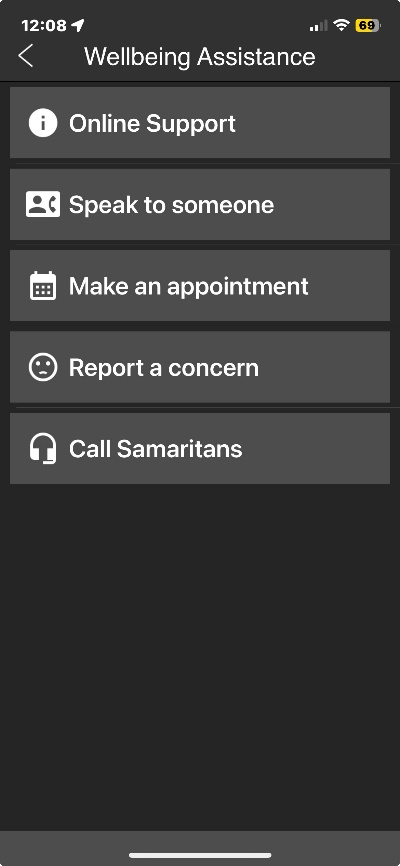 12:08
69
Wellbeing Assistance
Online Support
Speak to someone
Make an appointment
Report a concern
Call Samaritans